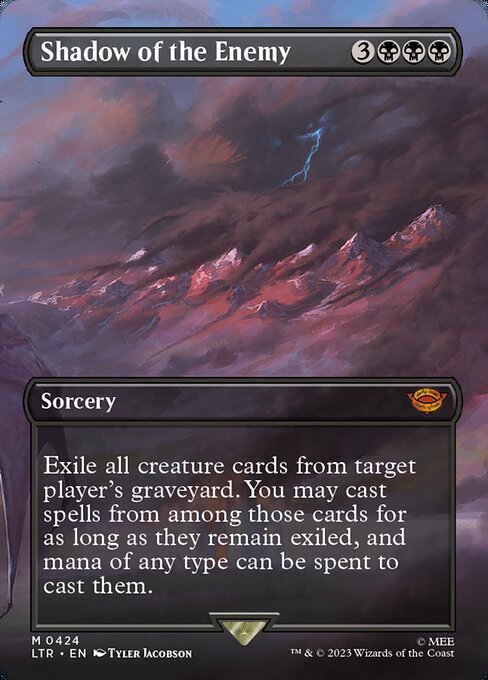 Shadow of the Enemy 3
Sorcery
Exile all creature cards from target
player's graveyard. You may cast
spells from among those cards for
as long as they remain exiled, and
mana of any type can be spent to
cast them.
M 0424
LTR • EN Tyler Jacobson
© MEE
™ & © 2023 Wizards of the Coast